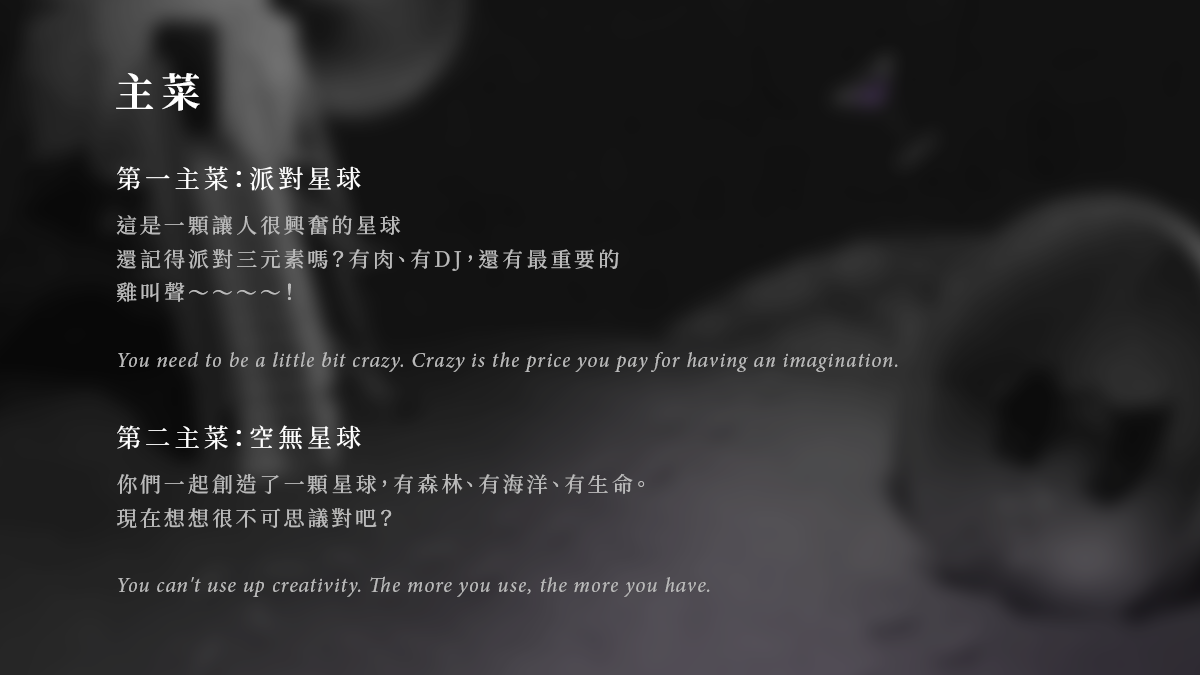 主菜
第一主菜：派對星球
這是一顆讓人很興奮的星球
還記得派對三元素嗎？有肉、有DJ，還有最重要的
雞叫聲～～～～！
You need to be a little bit crazy. Crazy is the price you pay for having an imagination.
第二主菜：空無星球
你們一起創造了一顆星球，有森林、有海洋、有生命。
現在想想很不可思議對吧？
You can't use up creativity. The more you use, the more you have.